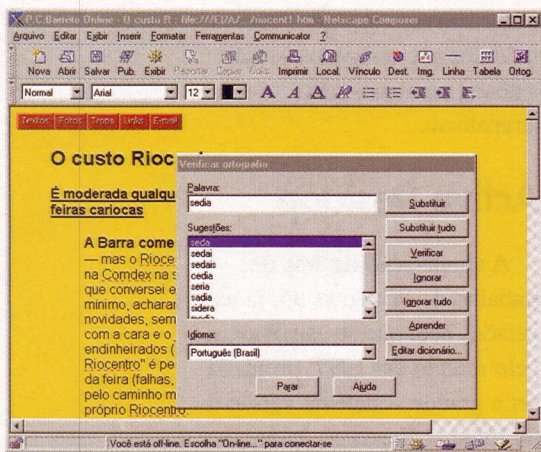 P.C.Barreto Online - O custo R : file:///E|/A/.../riocent1.htm - Netscape Composer
Arquivo Editar Exibir Inserir Formatar Ferramentas Communicator ?
Nova Abrir Salvar Pub. Exibir Recortar Copiar Colar Imprimir Local. Vínculo Dest. Img. Linha Tabela Ortog.
Normal Arial 12
Textos Fotos Tropa Links E-mail
O custo Rioc
É moderada qualqu
feiras cariocas
A Barra come
— mas o Rioce
na Comdex na s
que conversei e
mínimo, acharar
novidades, sem
com a cara e o
endinheirados (
Riocentro" é pe
da feira (falhas,
pelo caminho m
próprio Riocentro.
Verificar ortografia
Palavra:
sedia
Substituir
Sugestões:
Substituir tudo
seda
sedai
sedais
cedia
seria
sadia
sidera
media
Verificar
Ignorar
Ignorar tudo
Aprender
Idioma:
Português (Brasil)
Editar dicionário...
Parar Ajuda
Você está off-line. Escolha "On-line..." para conectar-se